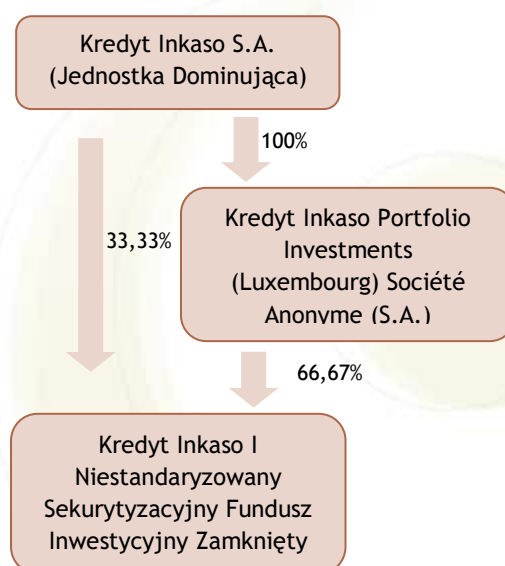 Kredyt Inkaso S.A.
(Jednostka Dominująca)
100%
33,33%
Kredyt Inkaso Portfolio
Investments
(Luxembourg) Société
Anonyme (S.A.)
66,67%
Kredyt Inkaso I
Niestandaryzowany
Sekurytyzacyjny Fundusz
Inwestycyjny Zamknięty